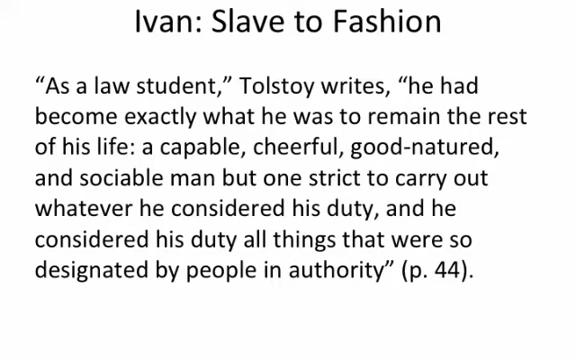 Ivan: Slave to Fashion
“As a law student,” Tolstoy writes, “he had
become exactly what he was to remain the rest
of his life: a capable, cheerful, good-natured,
and sociable man but one strict to carry out
whatever he considered his duty, and he
considered his duty all things that were so
designated by people in authority” (p. 44).